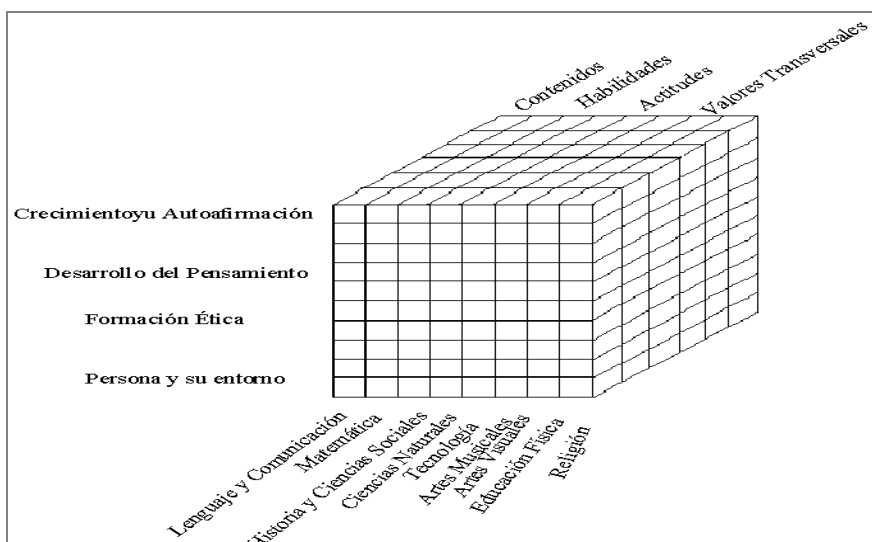 Contenidos
Habilidades
Actitudes
Valores Transversales
Crecimientoyu Autoafirmación
Desarrollo del Pensamiento
Formación Ética
Persona y su entorno
Lenguaje y Comunicación
Matemática
Historia y Ciencias Sociales
Ciencias Naturales
Tecnología
Artes Musicales
Artes Visuales
Educación Física
Religión